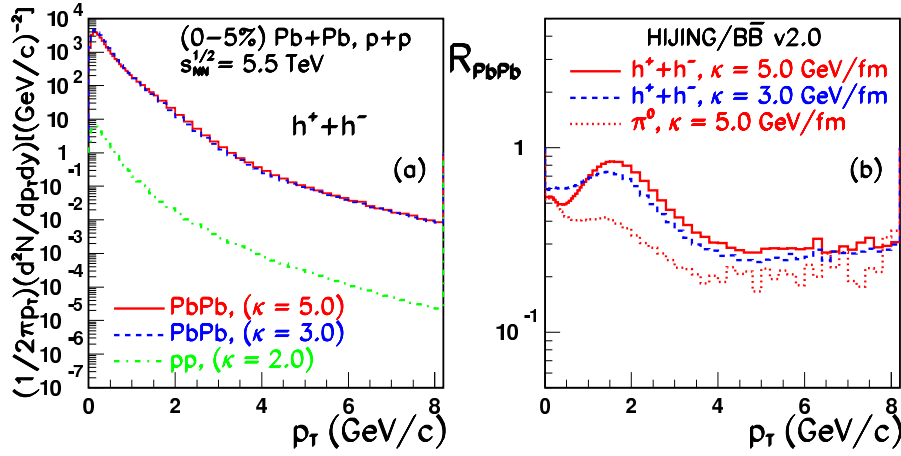 (1/2πp_T)(d²N/dp_Tdy)[(GeV/c)⁻²]
10⁴
10³
10²
1
10⁻²
10⁻⁴
10⁻⁵
10⁻⁶
10⁻⁷
10
10
10
10
10
(0-5%) Pb+Pb, p+p
s_NN^1/2 = 5.5 TeV
h⁺+h⁻
(a)
PbPb, (κ = 5.0)
PbPb, (κ = 3.0)
pp, (κ = 2.0)
0 2 4 6 8
p_T (GeV/c)
R_PbPb
1
10⁻¹
HIJING/BB̅ v2.0
h⁺+h⁻, κ = 5.0 GeV/fm
h⁺+h⁻, κ = 3.0 GeV/fm
π⁰, κ = 5.0 GeV/fm
(b)
0 2 4 6 8
p_T (GeV/c)